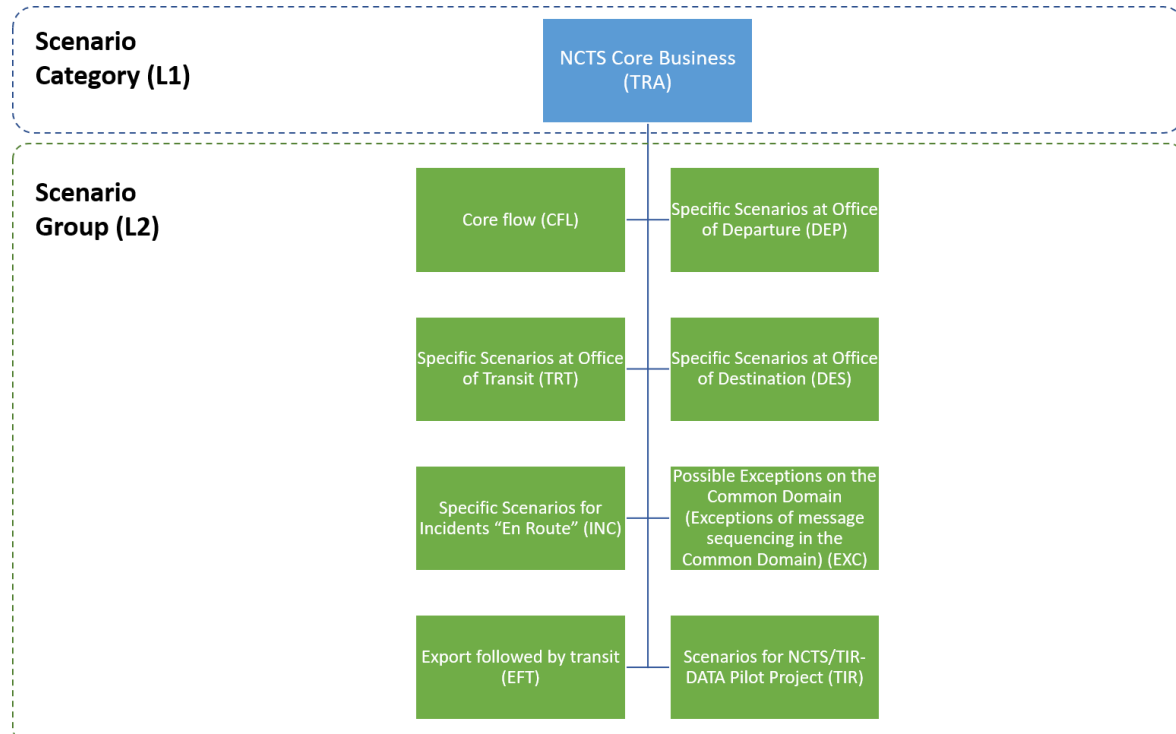 Scenario
Category (L1)
NCTS Core Business
(TRA)
Scenario
Group (L2)
Core flow (CFL)
Specific Scenarios at Office
of Departure (DEP)
Specific Scenarios at Office
of Transit (TRT)
Specific Scenarios at Office
of Destination (DES)
Specific Scenarios for
Incidents “En Route” (INC)
Possible Exceptions on the
Common Domain
(Exceptions of message
sequencing in the
Common Domain) (EXC)
Export followed by transit
(EFT)
Scenarios for NCTS/TIR-
DATA Pilot Project (TIR)